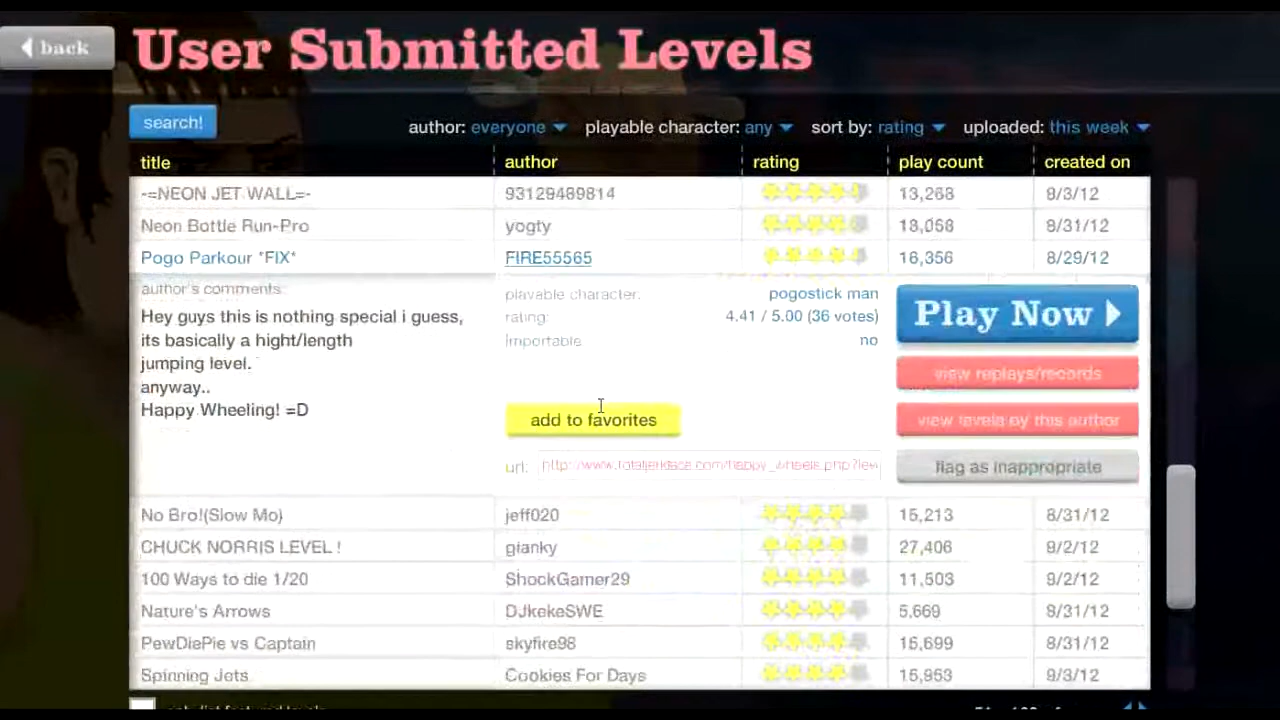 back
User Submitted Levels
search!
author: everyone playable character: any sort by: rating uploaded: this week
title author rating play count created on
-=NEON JET WALL=- 93129489814 13,268 9/3/12
Neon Bottle Run-Pro yogty 13,058 8/31/12
Pogo Parkour *FIX* FIRE55565 16,356 8/29/12
author's comments:
Hey guys this is nothing special i guess,
its basically a hight/length
jumping level.
anyway..
Happy Wheeling! =D
playable character: pogostick man
rating: 4.41 / 5.00 (36 votes)
importable no
add to favorites
url: http://www.totaljerkface.com/happy_wheels.php?lev
Play Now
view replays/records
view levels by this author
flag as inappropriate
No Bro!(Slow Mo) jeff020 15,213 8/31/12
CHUCK NORRIS LEVEL ! gianky 27,406 9/2/12
100 Ways to die 1/20 ShockGamer29 11,503 9/2/12
Nature's Arrows DJkekeSWE 5,669 8/31/12
PewDiePie vs Captain skyfire98 15,699 8/31/12
Spinning Jets Cookies For Days 15,953 9/3/12